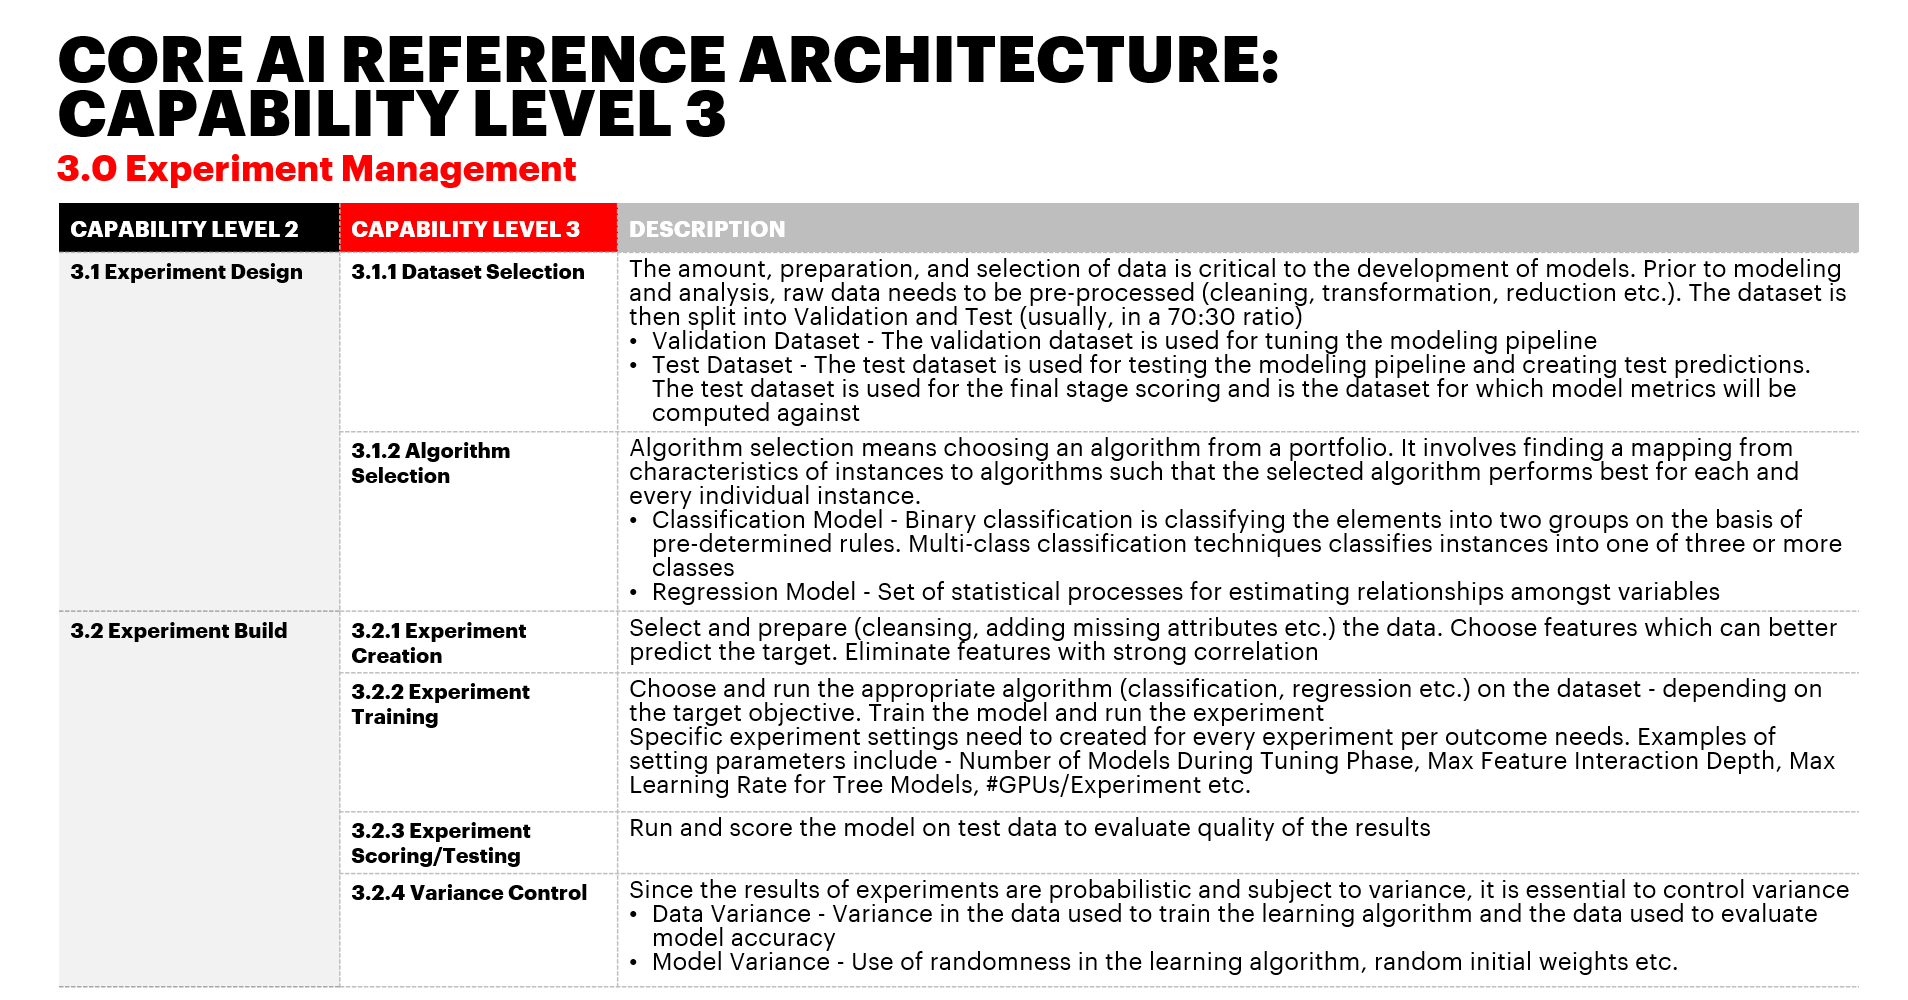 CORE AI REFERENCE ARCHITECTURE:
CAPABILITY LEVEL 3
3.0 Experiment Management
CAPABILITY LEVEL 2
CAPABILITY LEVEL 3
DESCRIPTION
3.1 Experiment Design
3.1.1 Dataset Selection
The amount, preparation, and selection of data is critical to the development of models. Prior to modeling
and analysis, raw data needs to be pre-processed (cleaning, transformation, reduction etc.). The dataset is
then split into Validation and Test (usually, in a 70:30 ratio)
• Validation Dataset - The validation dataset is used for tuning the modeling pipeline
• Test Dataset - The test dataset is used for testing the modeling pipeline and creating test predictions.
The test dataset is used for the final stage scoring and is the dataset for which model metrics will be
computed against
3.1.2 Algorithm
Selection
Algorithm selection means choosing an algorithm from a portfolio. It involves finding a mapping from
characteristics of instances to algorithms such that the selected algorithm performs best for each and
every individual instance.
• Classification Model - Binary classification is classifying the elements into two groups on the basis of
pre-determined rules. Multi-class classification techniques classifies instances into one of three or more
classes
• Regression Model - Set of statistical processes for estimating relationships amongst variables
3.2 Experiment Build
3.2.1 Experiment
Creation
Select and prepare (cleansing, adding missing attributes etc.) the data. Choose features which can better
predict the target. Eliminate features with strong correlation
3.2.2 Experiment
Training
Choose and run the appropriate algorithm (classification, regression etc.) on the dataset - depending on
the target objective. Train the model and run the experiment
Specific experiment settings need to created for every experiment per outcome needs. Examples of
setting parameters include - Number of Models During Tuning Phase, Max Feature Interaction Depth, Max
Learning Rate for Tree Models, #GPUs/Experiment etc.
3.2.3 Experiment
Scoring/Testing
Run and score the model on test data to evaluate quality of the results
3.2.4 Variance Control
Since the results of experiments are probabilistic and subject to variance, it is essential to control variance
• Data Variance - Variance in the data used to train the learning algorithm and the data used to evaluate
model accuracy
• Model Variance - Use of randomness in the learning algorithm, random initial weights etc.